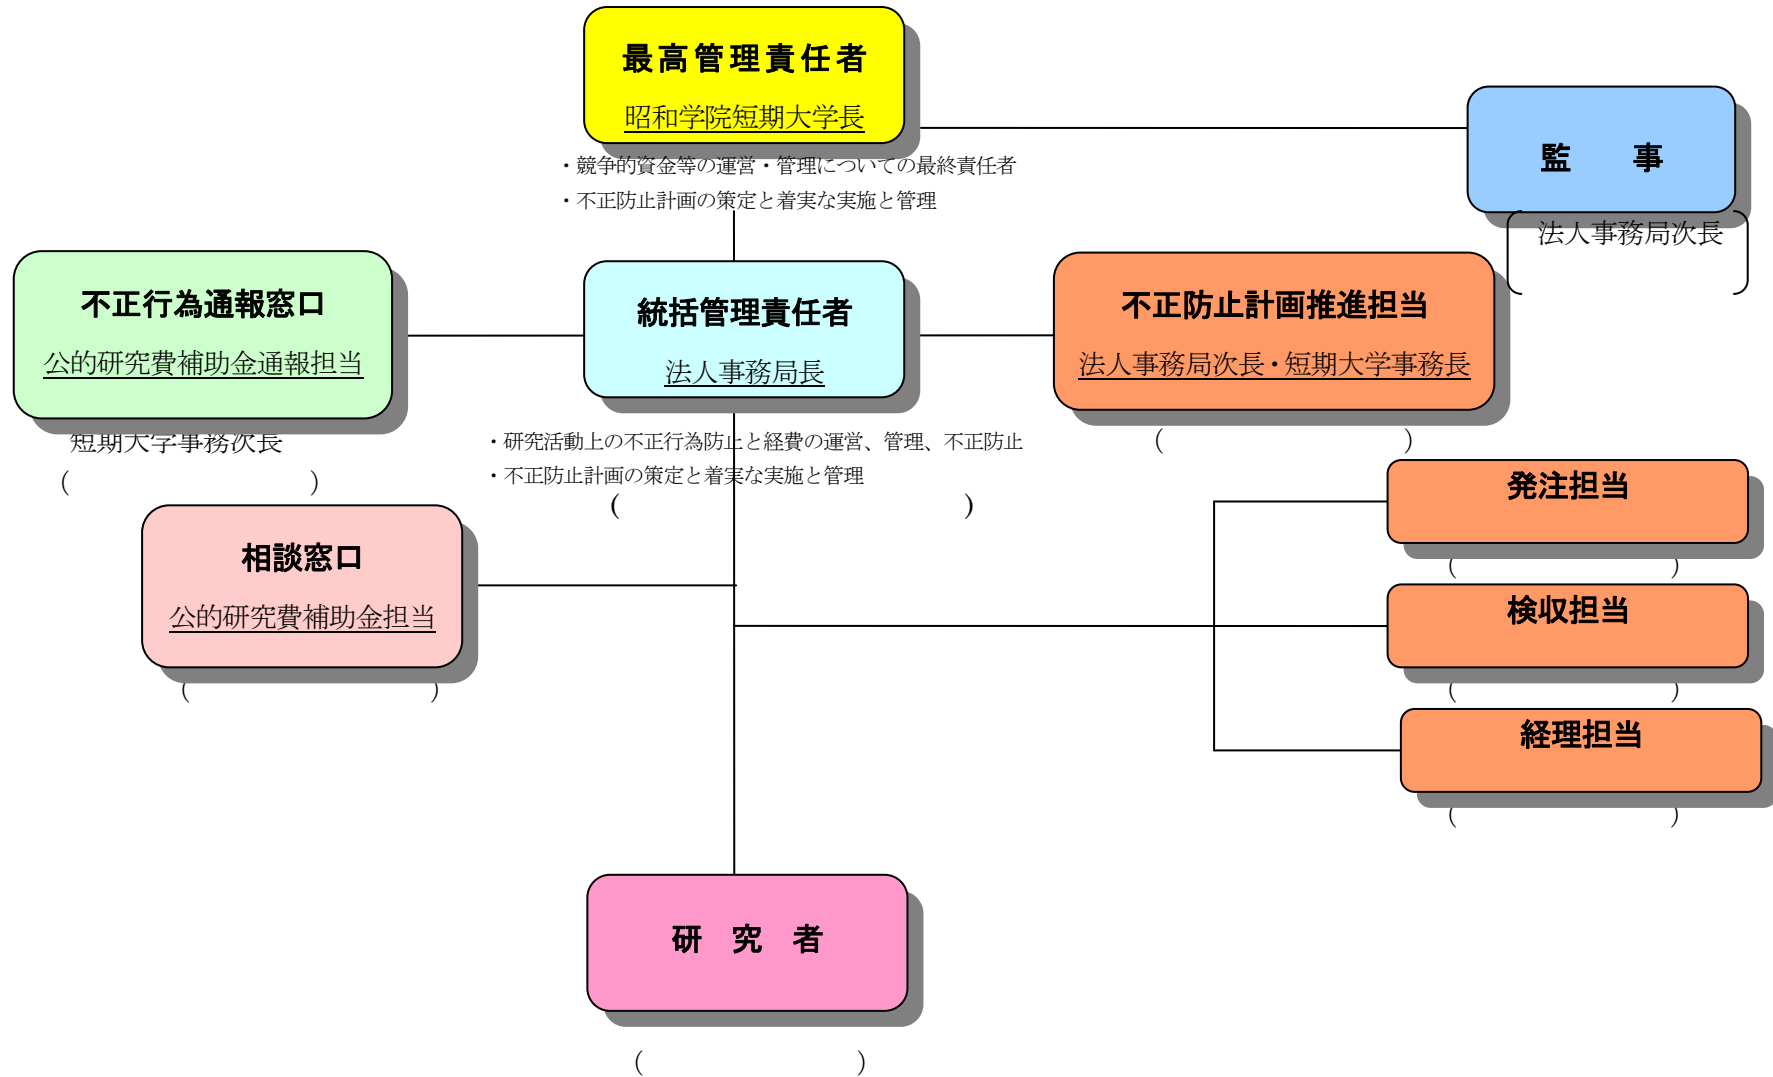 最高管理責任者
昭和学院短期大学長
・競争的資金等の運営・管理についての最終責任者
・不正防止計画の策定と着実な実施と管理
監　　事
法人事務局次長
不正行為通報窓口
公的研究費補助金通報担当
短期大学事務次長
(　　　　　　　　　)
統括管理責任者
法人事務局長
・研究活動上の不正行為防止と経費の運営、管理、不正防止
・不正防止計画の策定と着実な実施と管理
(　　　　　　　　　　　　　)
不正防止計画推進担当
法人事務局次長・短期大学事務長
(　　　　　　　　　)
相談窓口
公的研究費補助金担当
(　　　　　　　　　)
発注担当
(　　　　　　　　)
検収担当
(　　　　　　　　)
経理担当
(　　　　　　　　)
研　究　者
(　　　　　　　　)